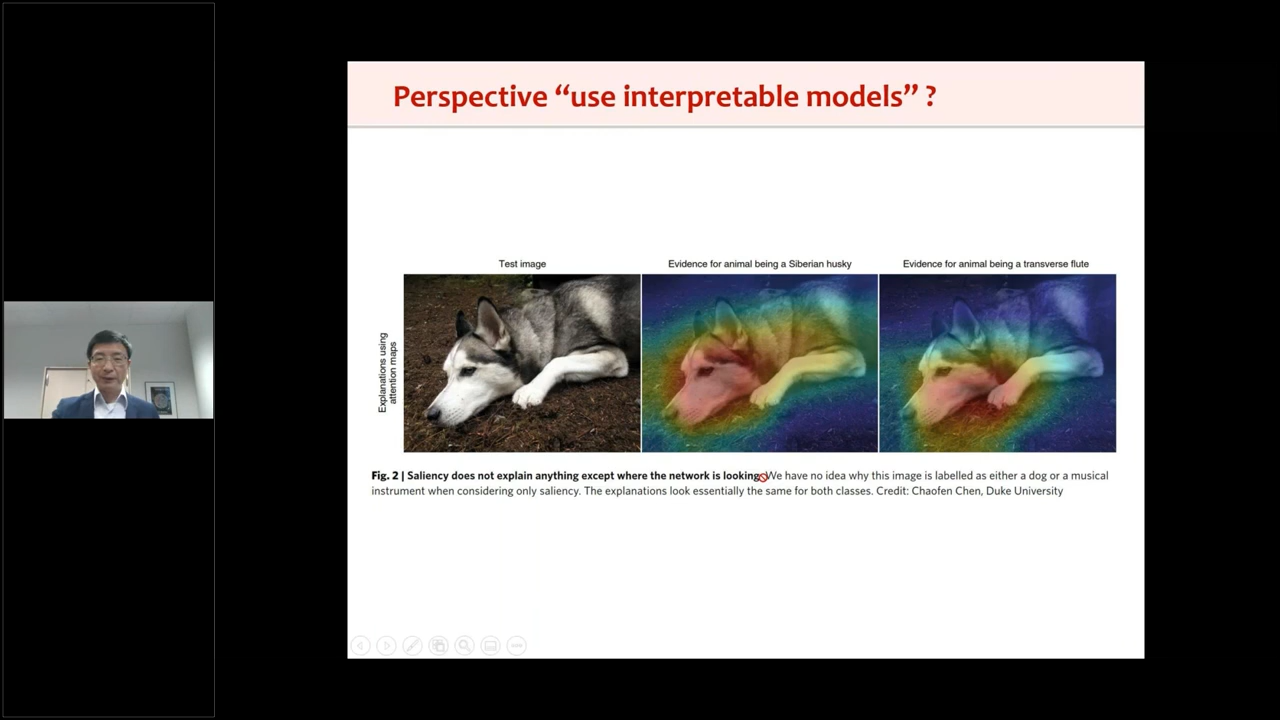 Perspective “use interpretable models” ?
Test image
Evidence for animal being a Siberian husky
Evidence for animal being a transverse flute
Explanations using
attention maps
Fig. 2 | Saliency does not explain anything except where the network is looking. We have no idea why this image is labelled as either a dog or a musical
instrument when considering only saliency. The explanations look essentially the same for both classes. Credit: Chaofen Chen, Duke University